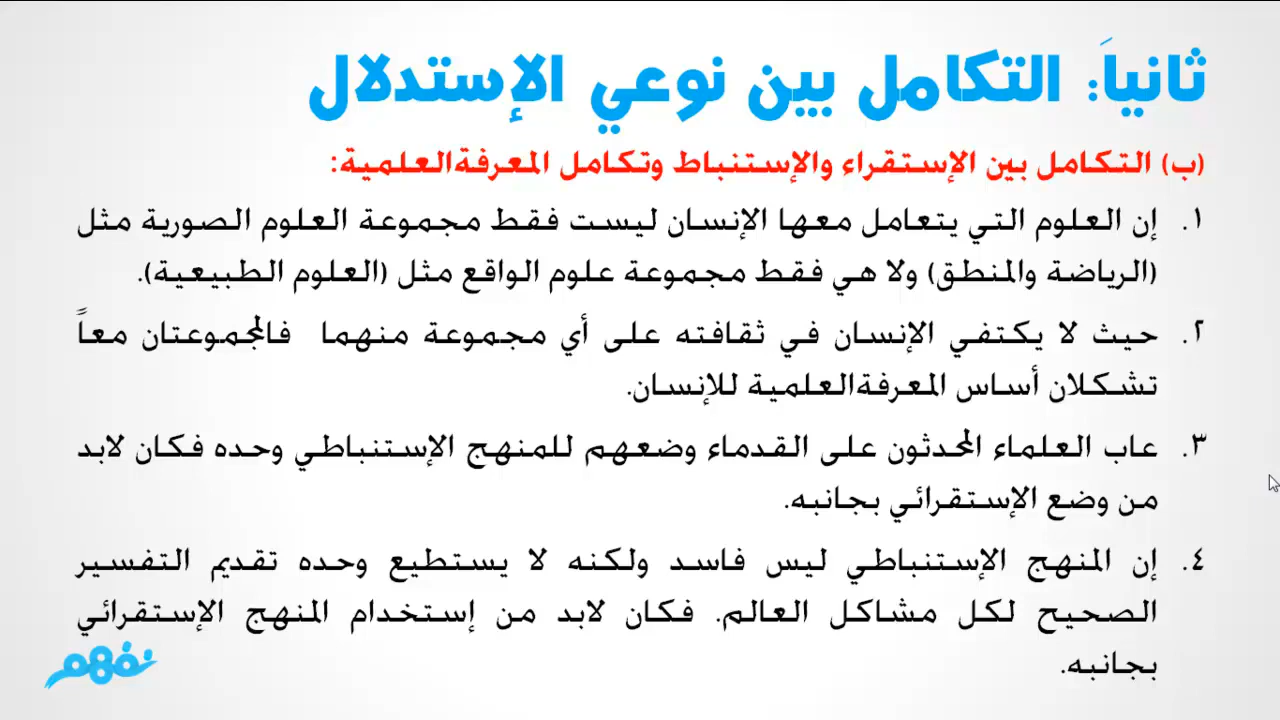 ثانياَ: التكامل بين نوعي الإستدلال
(ب) التكامل بين الإستقراء والإستنباط وتكامل المعرفةالعلمية:
١. إن العلوم التي يتعامل معها الإنسان ليست فقط مجموعة العلوم الصورية مثل
(الرياضة والمنطق) ولا هي فقط مجموعة علوم الواقع مثل (العلوم الطبيعية).
٢. حيث لا يكتفي الإنسان في ثقافته على أي مجموعة منهما فالمجموعتان معاً
تشكلان أساس المعرفةالعلمية للإنسان.
٣. عاب العلماء المحدثون على القدماء وضعهم للمنهج الإستنباطي وحده فكان لابد
من وضع الإستقرائي بجانبه.
٤. إن المنهج الإستنباطي ليس فاسد ولكنه لا يستطيع وحده تقديم التفسير
الصحيح لكل مشاكل العالم. فكان لابد من إستخدام المنهج الإستقرائي
بجانبه.
نفهم